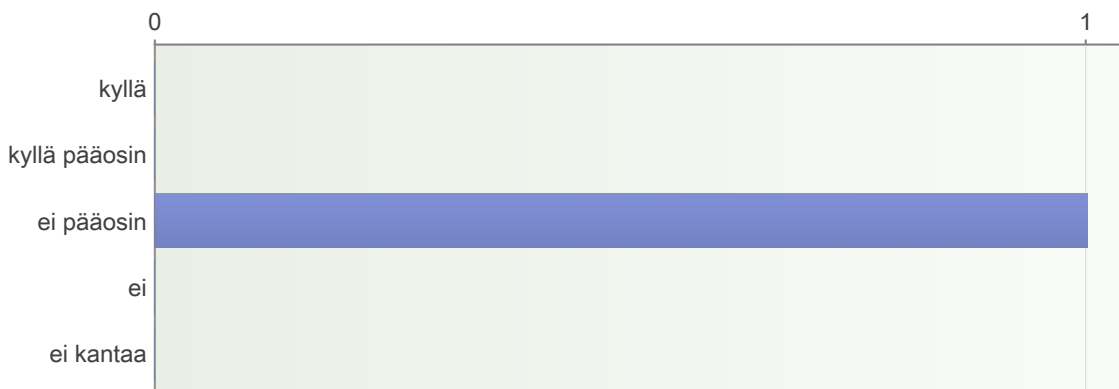 0 1
kyllä
kyllä pääosin
ei pääosin
ei
ei kantaa